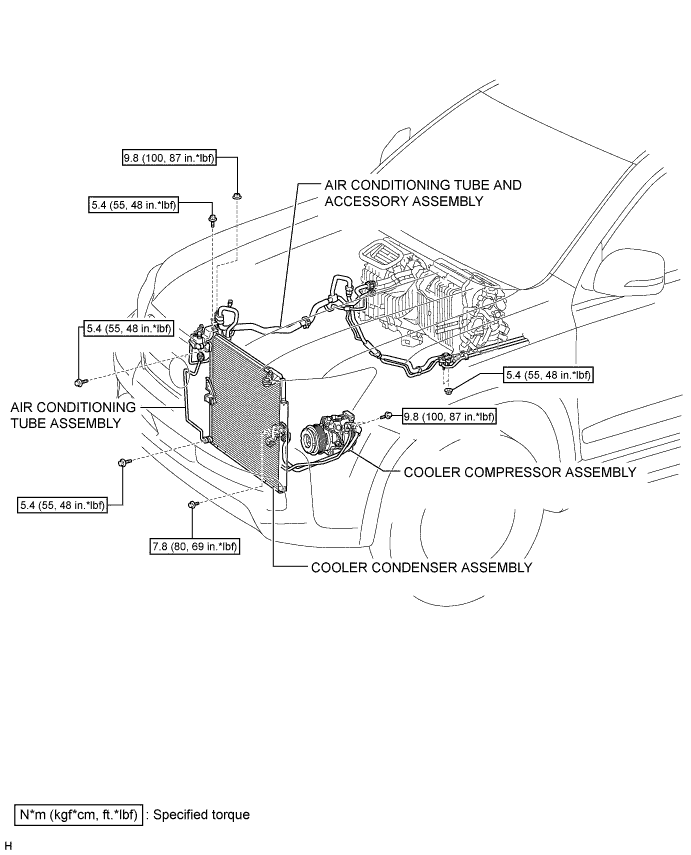 9.8 (100, 87 in.*lbf)
AIR CONDITIONING TUBE AND
ACCESSORY ASSEMBLY
5.4 (55, 48 in.*lbf)
5.4 (55, 48 in.*lbf)
5.4 (55, 48 in.*lbf)
AIR CONDITIONING
TUBE ASSEMBLY
9.8 (100, 87 in.*lbf)
COOLER COMPRESSOR ASSEMBLY
5.4 (55, 48 in.*lbf)
7.8 (80, 69 in.*lbf)
COOLER CONDENSER ASSEMBLY
N*m (kgf*cm, ft.*lbf) : Specified torque
H